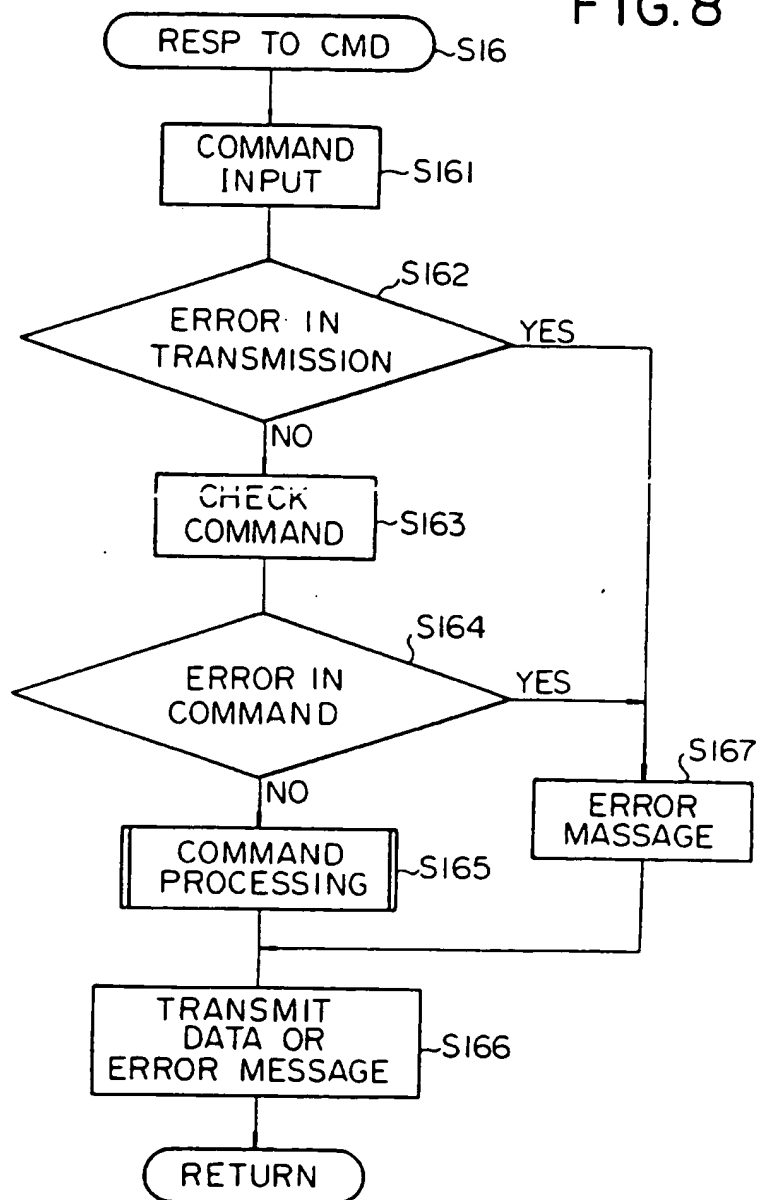 FIG. 8
RESP TO CMD
S16
COMMAND
INPUT
S161
S162
ERROR IN
TRANSMISSION
YES
NO
CHECK
COMMAND
S163
S164
ERROR IN
COMMAND
YES
NO
S167
ERROR
MASSAGE
COMMAND
PROCESSING
S165
TRANSMIT
DATA OR
ERROR MESSAGE
S166
RETURN